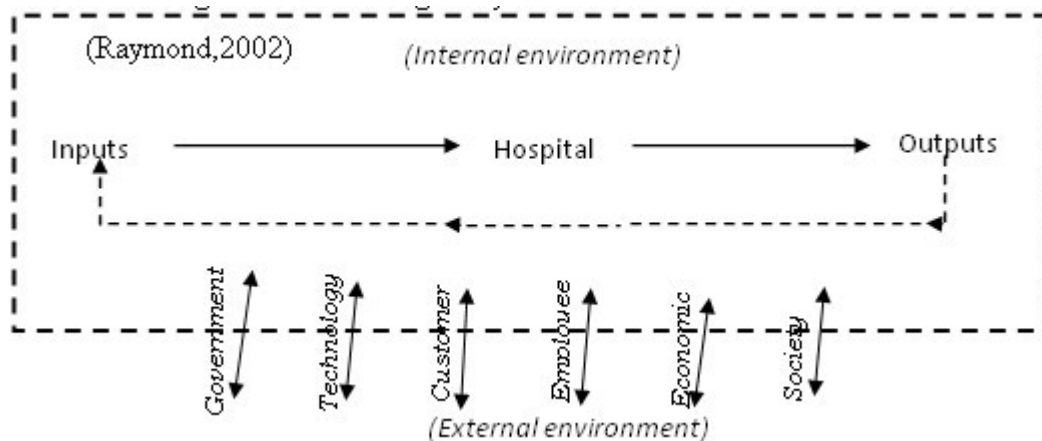 (Raymond,2002)
(Internal environment)
Inputs
Hospital
Outputs
Government
Technology
Customer
Employee
Economic
Society
(External environment)